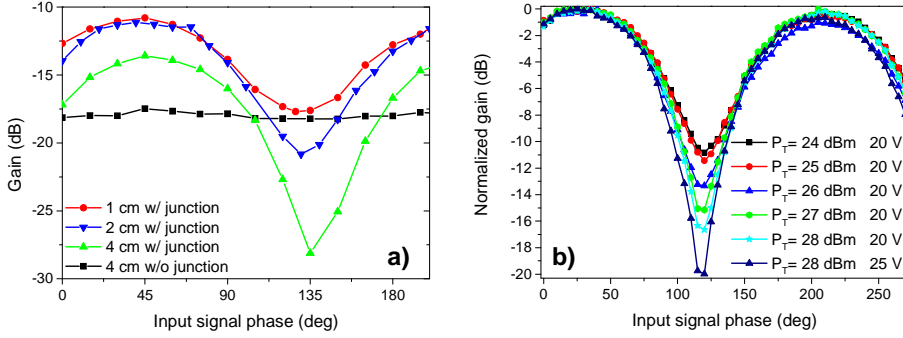 -10
-15
-20
-25
-30
0
45
90
135
180
Gain (dB)
Input signal phase (deg)
1 cm w/ junction
2 cm w/ junction
4 cm w/ junction
4 cm w/o junction
a)
0
-2
-4
-6
-8
-10
-12
-14
-16
-18
-20
0
50
100
150
200
250
Normalized gain (dB)
Input signal phase (deg)
P_T= 24 dBm 20 V
P_T= 25 dBm 20 V
P_T= 26 dBm 20 V
P_T= 27 dBm 20 V
P_T= 28 dBm 20 V
P_T= 28 dBm 25 V
b)